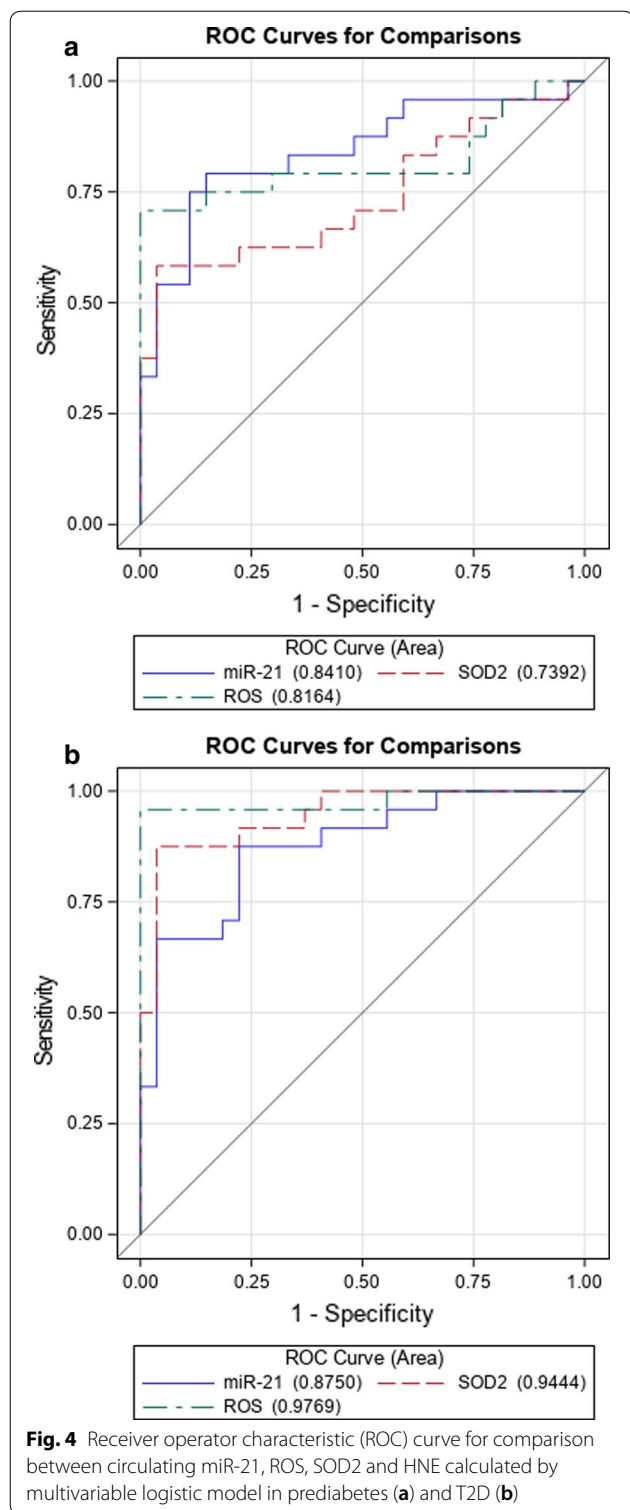 a
ROC Curves for Comparisons
1.00
0.75
0.50
0.25
0.00
Sensitivity
0.00 0.25 0.50 0.75 1.00
1 - Specificity
ROC Curve (Area)
miR-21 (0.8410) SOD2 (0.7392)
ROS (0.8164)
b
ROC Curves for Comparisons
1.00
0.75
0.50
0.25
0.00
Sensitivity
0.00 0.25 0.50 0.75 1.00
1 - Specificity
ROC Curve (Area)
miR-21 (0.8750) SOD2 (0.9444)
ROS (0.9769)
Fig. 4 Receiver operator characteristic (ROC) curve for comparison
between circulating miR-21, ROS, SOD2 and HNE calculated by
multivariable logistic model in prediabetes (a) and T2D (b)